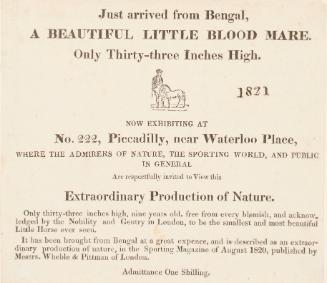 Just arrived from Bengal,
A BEAUTIFUL LITTLE BLOOD MARE.
Only Thirty-three Inches High.
1821
NOW EXHIBITING AT
No. 222, Piccadilly, near Waterloo Place,
WHERE THE ADMIRERS OF NATURE, THE SPORTING WORLD, AND PUBLIC
IN GENERAL
Are respectfully invited to View this
Extraordinary Production of Nature.
Only thirty-three inches high, nine years old, free from every blemish, and acknow-
ledged by the Nobility and Gentry in London, to be the smallest and most beautiful
Little Horse ever seen.
It has been brought from Bengal at a great expence, and is described as an extraor-
dinary production of nature, in the Sporting Magazine of August 1820, published by
Messrs. Wheble & Pittman of London.
Admittance One Shilling.